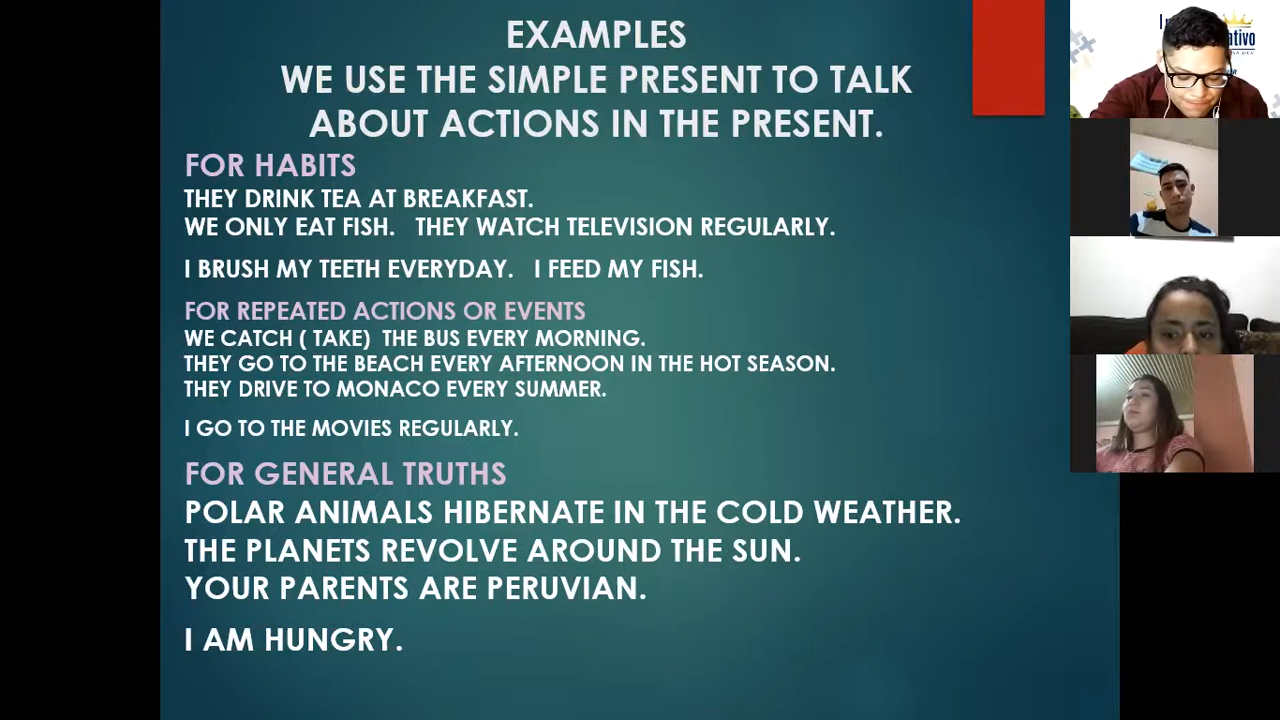 EXAMPLES
WE USE THE SIMPLE PRESENT TO TALK
ABOUT ACTIONS IN THE PRESENT.
FOR HABITS
THEY DRINK TEA AT BREAKFAST.
WE ONLY EAT FISH. THEY WATCH TELEVISION REGULARLY.
I BRUSH MY TEETH EVERYDAY. I FEED MY FISH.
FOR REPEATED ACTIONS OR EVENTS
WE CATCH ( TAKE) THE BUS EVERY MORNING.
THEY GO TO THE BEACH EVERY AFTERNOON IN THE HOT SEASON.
THEY DRIVE TO MONACO EVERY SUMMER.
I GO TO THE MOVIES REGULARLY.
FOR GENERAL TRUTHS
POLAR ANIMALS HIBERNATE IN THE COLD WEATHER.
THE PLANETS REVOLVE AROUND THE SUN.
YOUR PARENTS ARE PERUVIAN.
I AM HUNGRY.